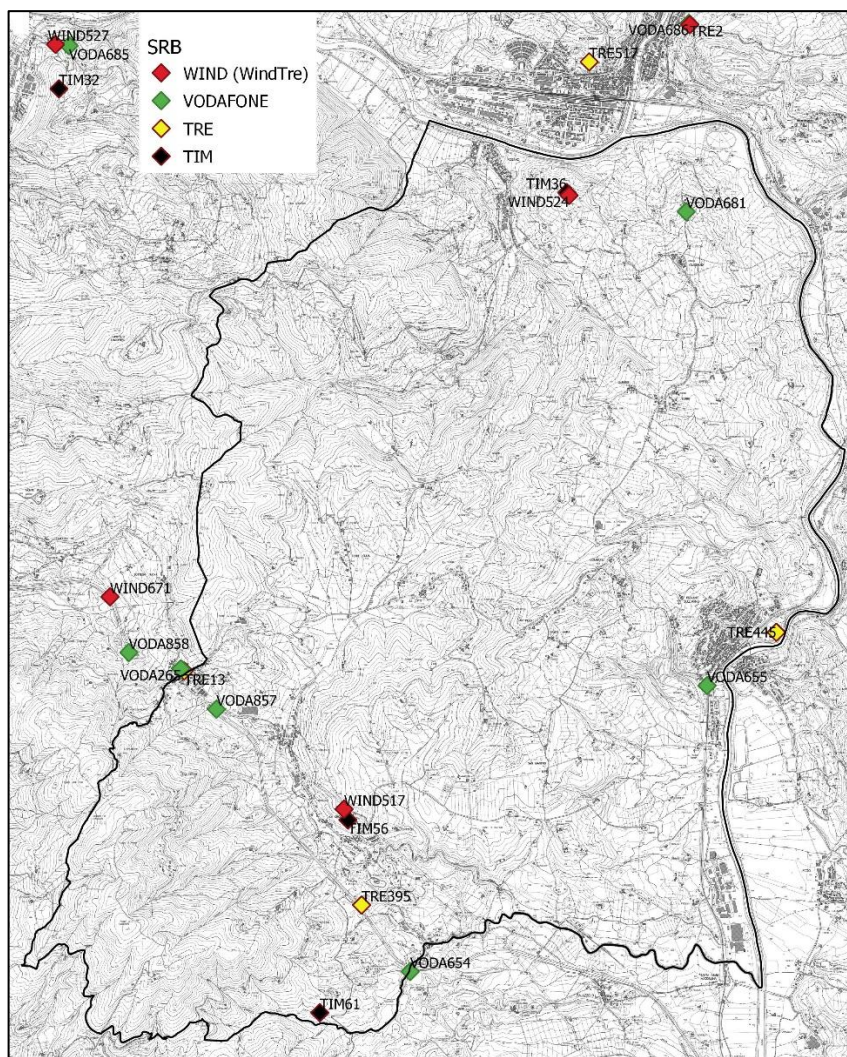 WIND527
VODA685
TIM32
SRB
WIND (WindTre)
VODAFONE
TRE
TIM
VODA686
TRE2
TRE517
TIM36
WIND524
VODA681
WIND671
VODA858
VODA265
TRE13
VODA857
TRE445
VODA655
WIND517
TIM56
TRE395
VODA654
TIM61